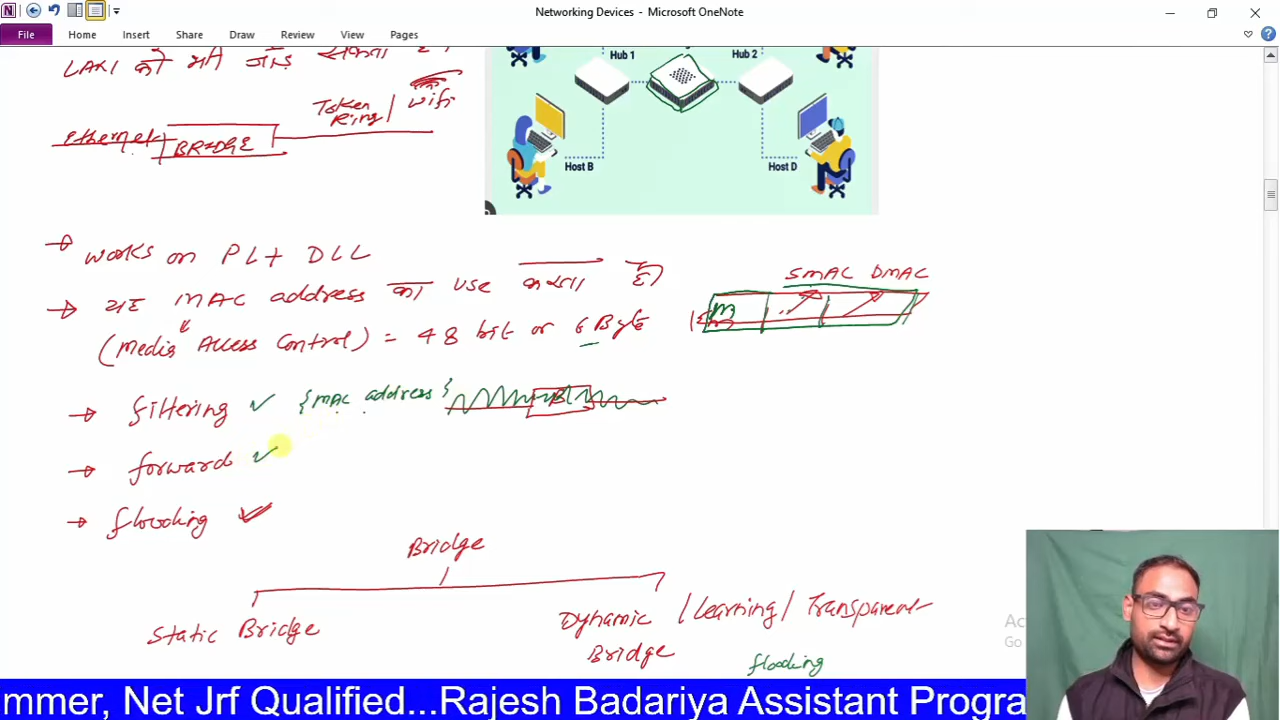 Networking Devices - Microsoft OneNote
File Home Insert Share Draw Review View Pages
LAN को भी
Token Ring / wifi
Ethernet BRIDGE
Hub 1
Hub 2
Host B
Host D
→ works on PL + DLL
→ यह MAC address का use करता है
SMAC DMAC
(Media Access Control) = 48 bit or 6 Byte
m
→ filtering ✓ {MAC address} B
→ forward ✓
→ flooding ✓
Bridge
Static Bridge
Dynamic Bridge / Learning / Transparent
flooding
Ac
Go
mmer, Net Jrf Qualified...Rajesh Badariya Assistant Progra